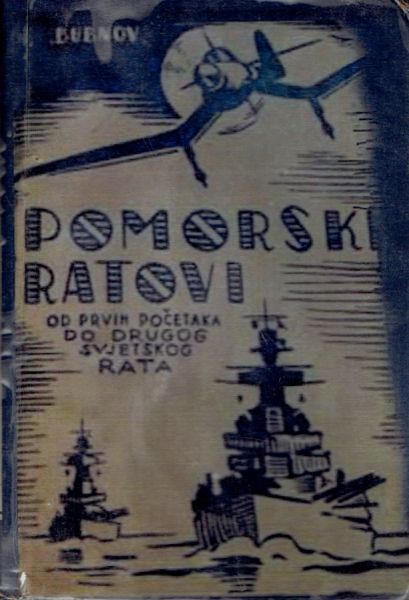 BUBNOV
POMORSKI
RATOVI
OD PRVIH POČETAKA
DO DRUGOG
SVJETSKOG
RATA